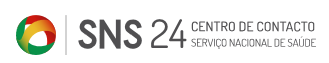 SNS 24 CENTRO DE CONTACTO
SERVIÇO NACIONAL DE SAÚDE